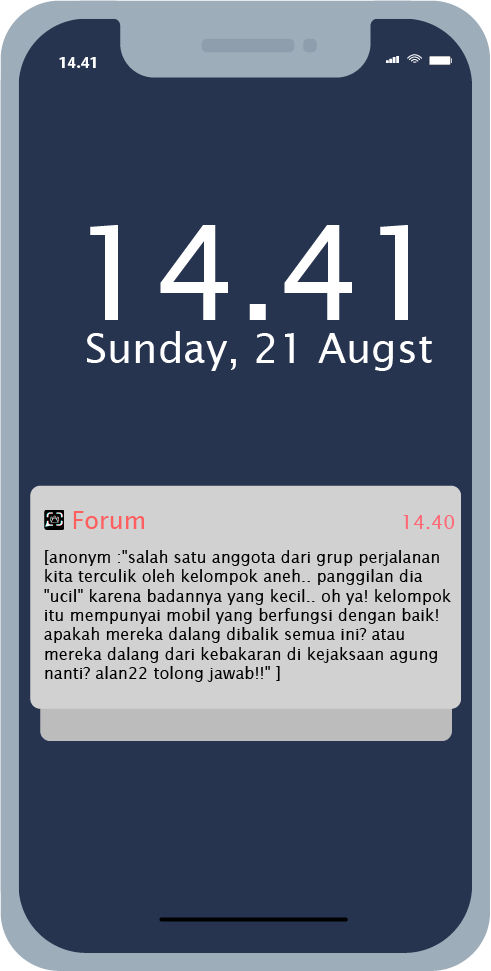 14.41
14.41
Sunday, 21 Augst
Forum 14.40
[anonym :"salah satu anggota dari grup perjalanan
kita terculik oleh kelompok aneh.. panggilan dia
"ucil" karena badannya yang kecil.. oh ya! kelompok
itu mempunyai mobil yang berfungsi dengan baik!
apakah mereka dalang dibalik semua ini? atau
mereka dalang dari kebakaran di kejaksaan agung
nanti? alan22 tolong jawab!!" ]